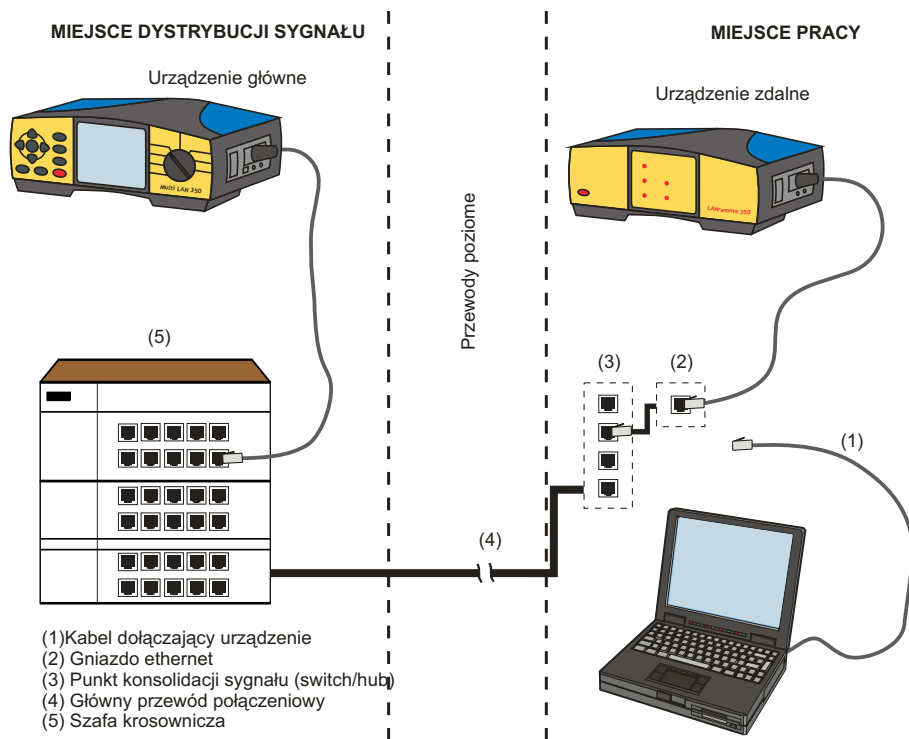 MIEJSCE DYSTRYBUCJI SYGNAŁU
MIEJSCE PRACY
Urządzenie główne
Urządzenie zdalne
Multi LAN 350
LANremote 350
Przewody poziome
(5)
(3)
(2)
(1)
(4)
(1)Kabel dołączający urządzenie
(2) Gniazdo ethernet
(3) Punkt konsolidacji sygnału (switch/hub)
(4) Główny przewód połączeniowy
(5) Szafa krosownicza